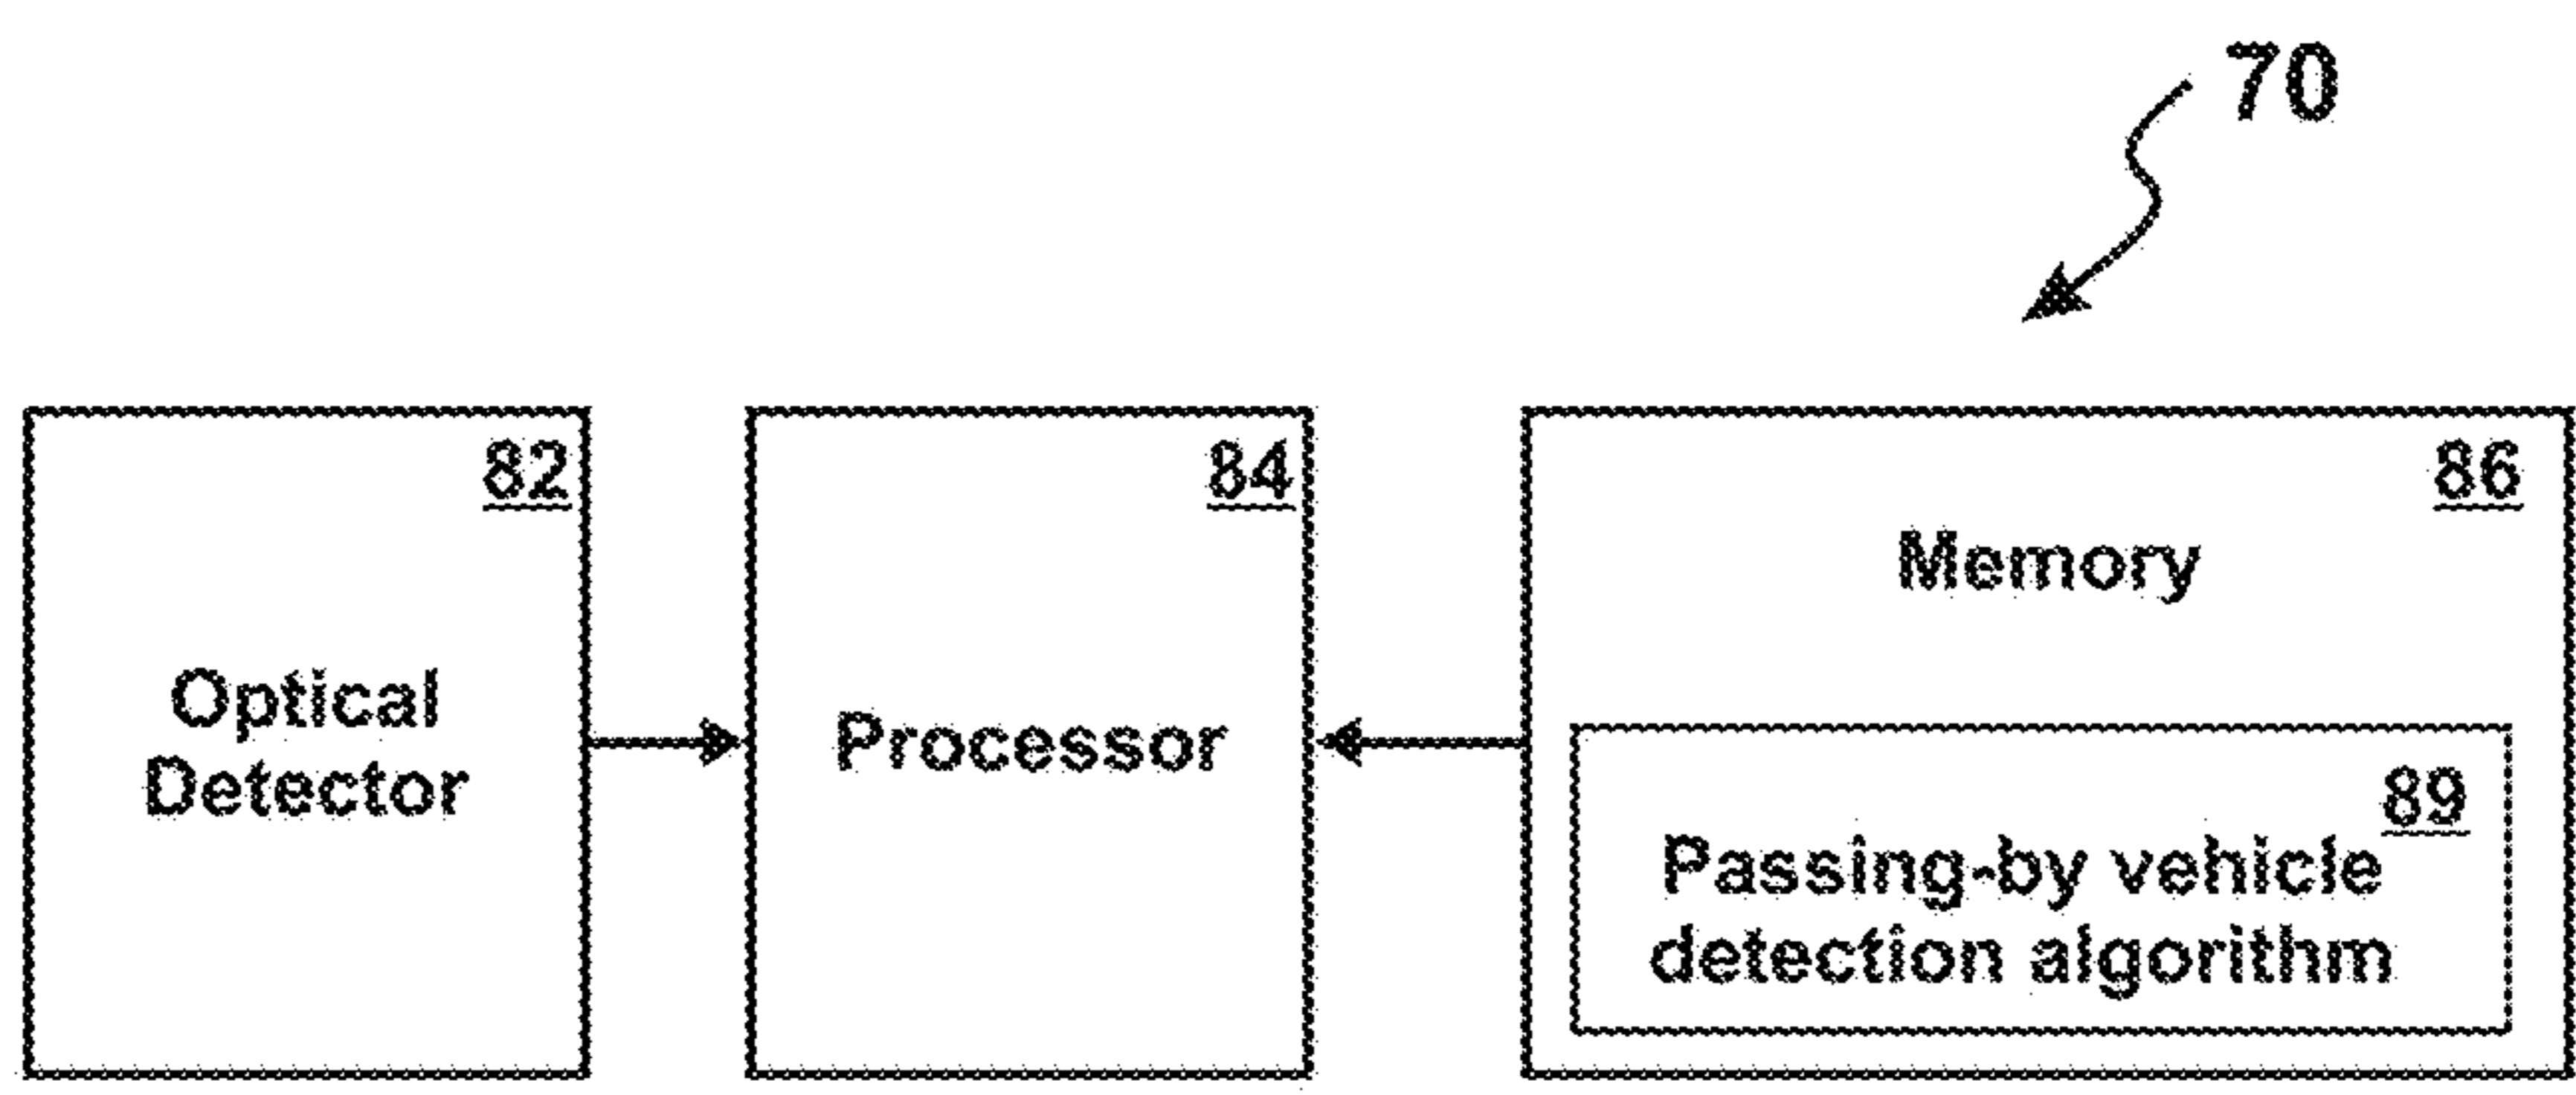 70
82
Optical
Detector
84
Processor
86
Memory
89
Passing-by vehicle
detection algorithm